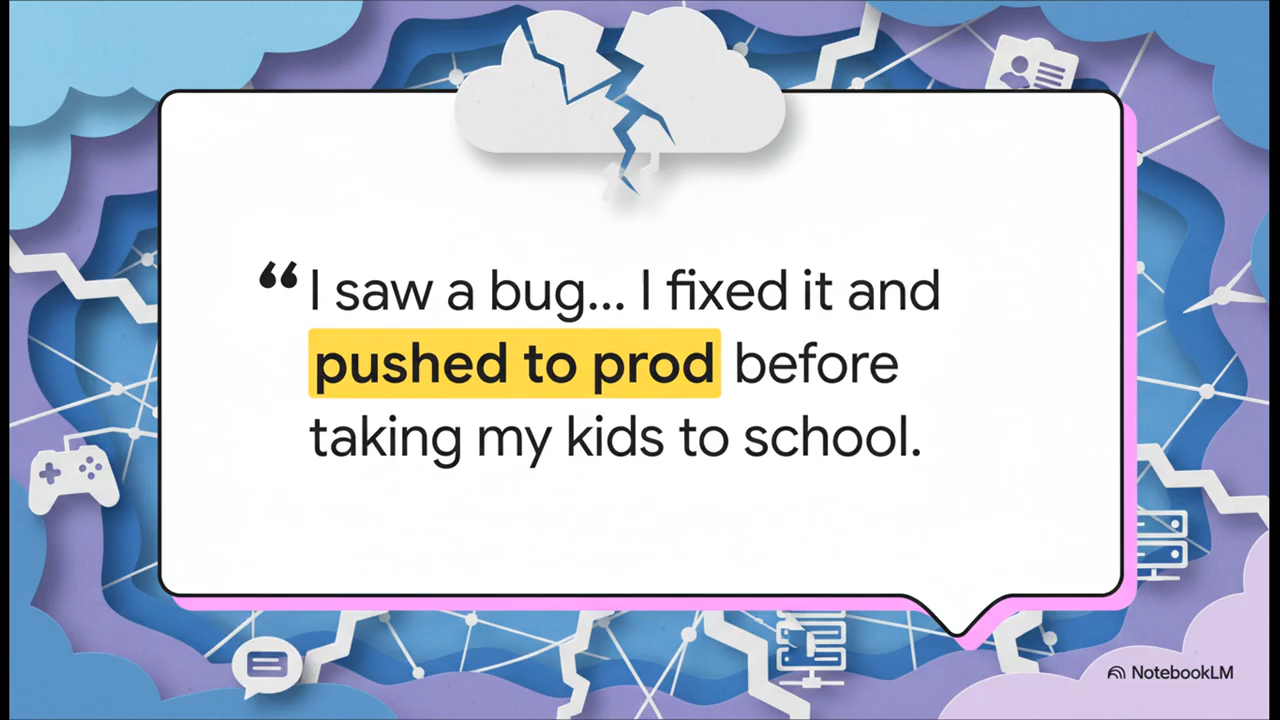 “I saw a bug... I fixed it and
pushed to prod before
taking my kids to school.
NotebookLM